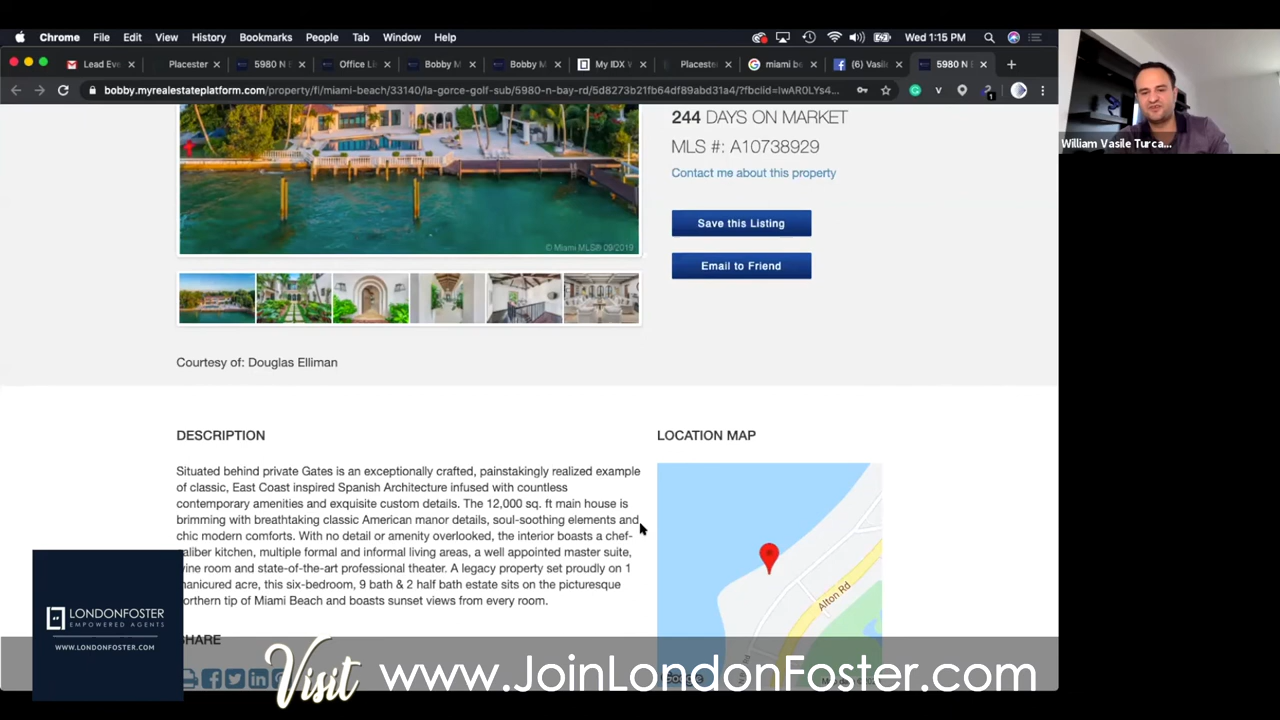 Chrome File Edit View History Bookmarks People Tab Window Help Wed 1:15 PM
Lead Eve Placester 5980 N Office Li Bobby M Bobby M My IDX W Placester miami be (6) Vasil 5980 N
bobby.myrealestateplatform.com/property/fl/miami-beach/33140/la-gorce-golf-sub/5980-n-bay-rd/5d8273b21fb64df89abd31a4/?fbclid=IwAR0LYs4...
William Vasile Turca...
244 DAYS ON MARKET
MLS #: A10738929
Contact me about this property
Save this Listing
Email to Friend
© Miami MLS® 09/2019
Courtesy of: Douglas Elliman
DESCRIPTION
Situated behind private Gates is an exceptionally crafted, painstakingly realized example
of classic, East Coast inspired Spanish Architecture infused with countless
contemporary amenities and exquisite custom details. The 12,000 sq. ft main house is
brimming with breathtaking classic American manor details, soul-soothing elements and
chic modern comforts. With no detail or amenity overlooked, the interior boasts a chef-
caliber kitchen, multiple formal and informal living areas, a well appointed master suite,
wine room and state-of-the-art professional theater. A legacy property set proudly on 1
manicured acre, this six-bedroom, 9 bath & 2 half bath estate sits on the picturesque
northern tip of Miami Beach and boasts sunset views from every room.
SHARE
LOCATION MAP
Alton Rd
Rd
Google
LONDONFOSTER
EMPOWERED AGENTS
WWW.LONDONFOSTER.COM
Visit www.JoinLondonFoster.com